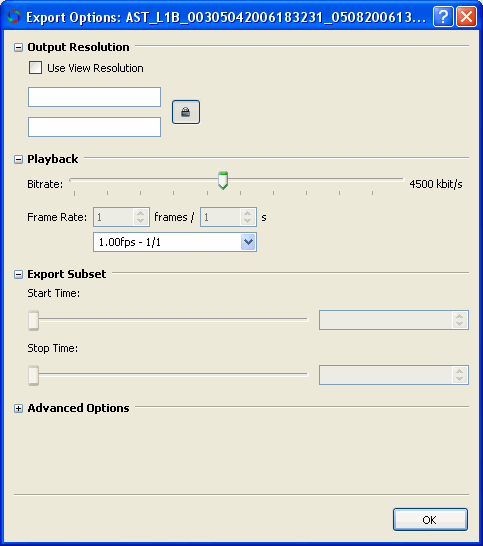 Export Options: AST_L1B_00305042006183231_0508200613...
Output Resolution
Use View Resolution
Playback
Bitrate: 4500 kbit/s
Frame Rate: 1 frames / 1 s
1.00fps - 1/1
Export Subset
Start Time:
Stop Time:
Advanced Options
OK